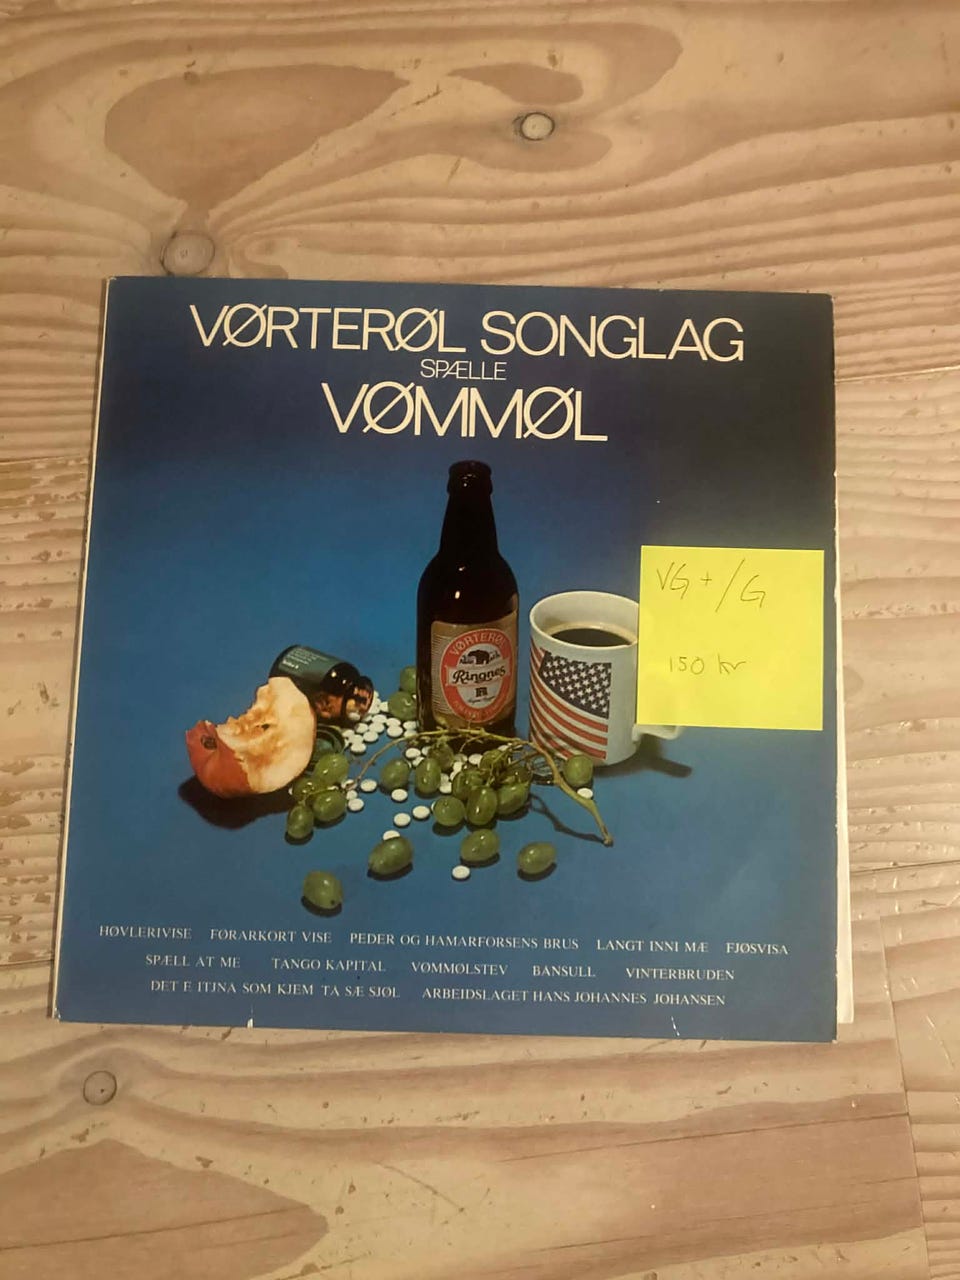 VØRTERØL SONGLAG
SPÆLLE
VØMMØL
VG+/G
150 kr
VØRTERØL
Ringnes
HØVLERIVISE FØRARKORT VISE PEDER OG HAMARFORSENS BRUS LANGT INNI MÆ FJØSVISA
SPÆLL AT ME TANGO KAPITAL VØMMØLSTEV BANSULL VINTERBRUDEN
DET E ITJNA SOM KJEM TA SÆ SJØL ARBEIDSLAGET HANS JOHANNES JOHANSEN